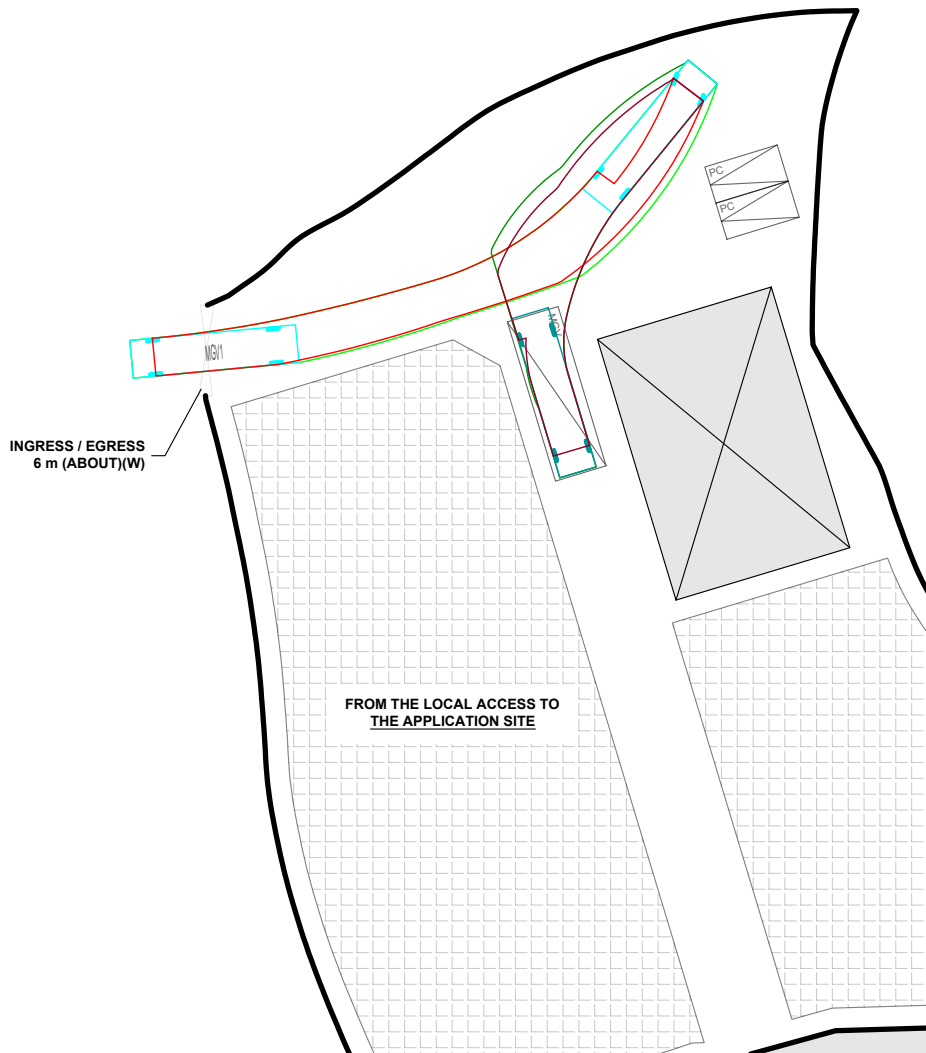 PC
PC
MGV1
INGRESS / EGRESS
6 m (ABOUT)(W)
FROM THE LOCAL ACCESS TO
THE APPLICATION SITE